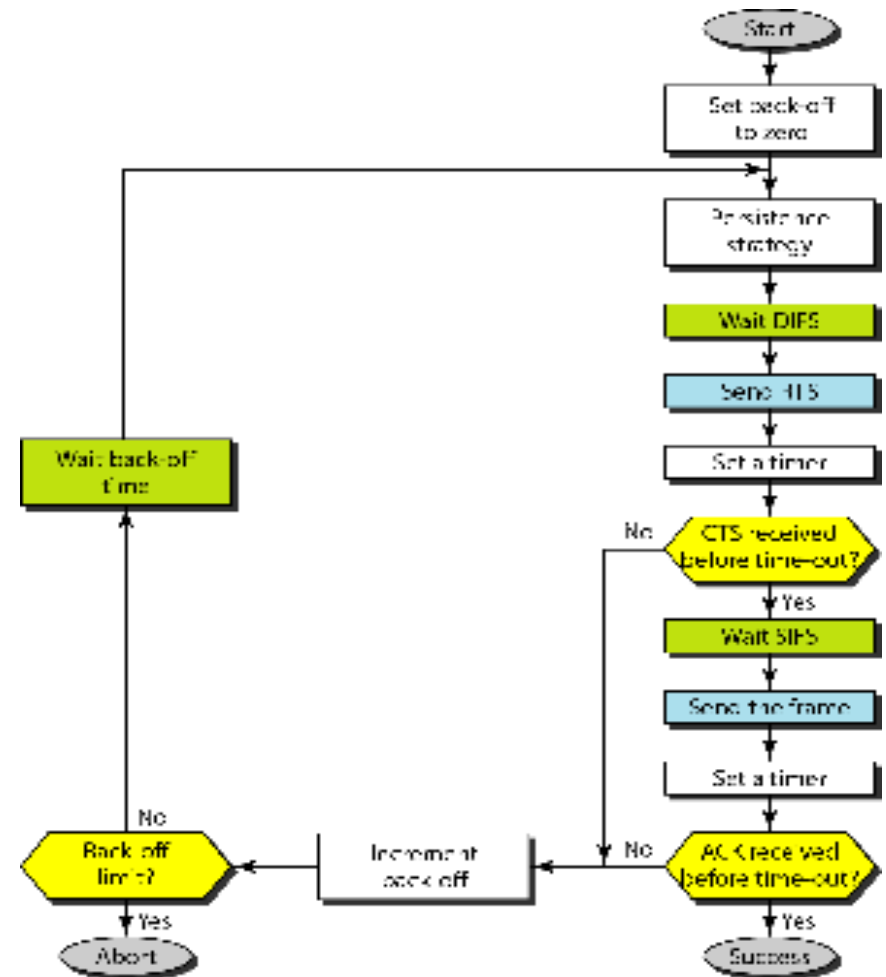 Start
Set back-off
to zero
Persistence
strategy
Wait DIFS
Send RTS
Set a timer
Wait back-off
time
No
CTS received
before time-out?
Yes
Wait SIFS
Send the frame
Set a timer
No
Back-off
limit?
Increment
back-off
No
ACK received
before time-out?
Yes
Yes
Abort
Success